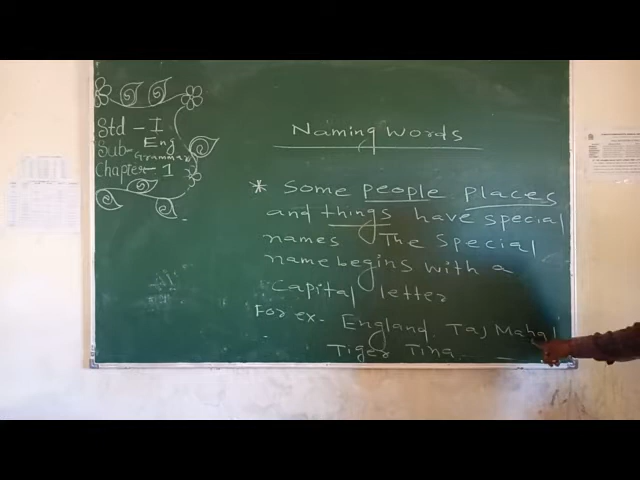 Std - I
Sub- Eng
Grammar
Chapter- 1
Naming Words
* Some people places
and things have special
names The Special
name begins with a
Capital letter
For ex- England. Taj Mahal
Tiger Tina